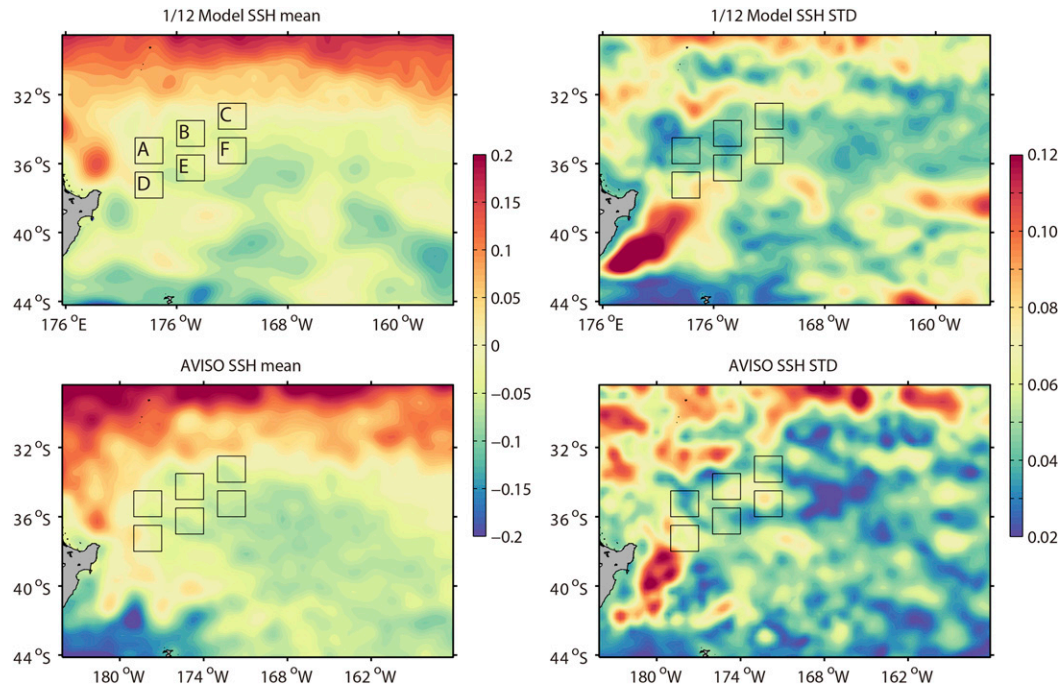 1/12 Model SSH mean
32°S
36°S
40°S
44°S
176°E
176°W
168°W
160°W
A
B
C
D
E
F
0.2
0.15
0.1
0.05
0
−0.05
−0.1
−0.15
−0.2
1/12 Model SSH STD
32°S
36°S
40°S
44°S
176°E
176°W
168°W
160°W
0.12
0.10
0.08
0.06
0.04
0.02
AVISO SSH mean
32°S
36°S
40°S
44°S
180°W
174°W
168°W
162°W
AVISO SSH STD
32°S
36°S
40°S
44°S
180°W
174°W
168°W
162°W